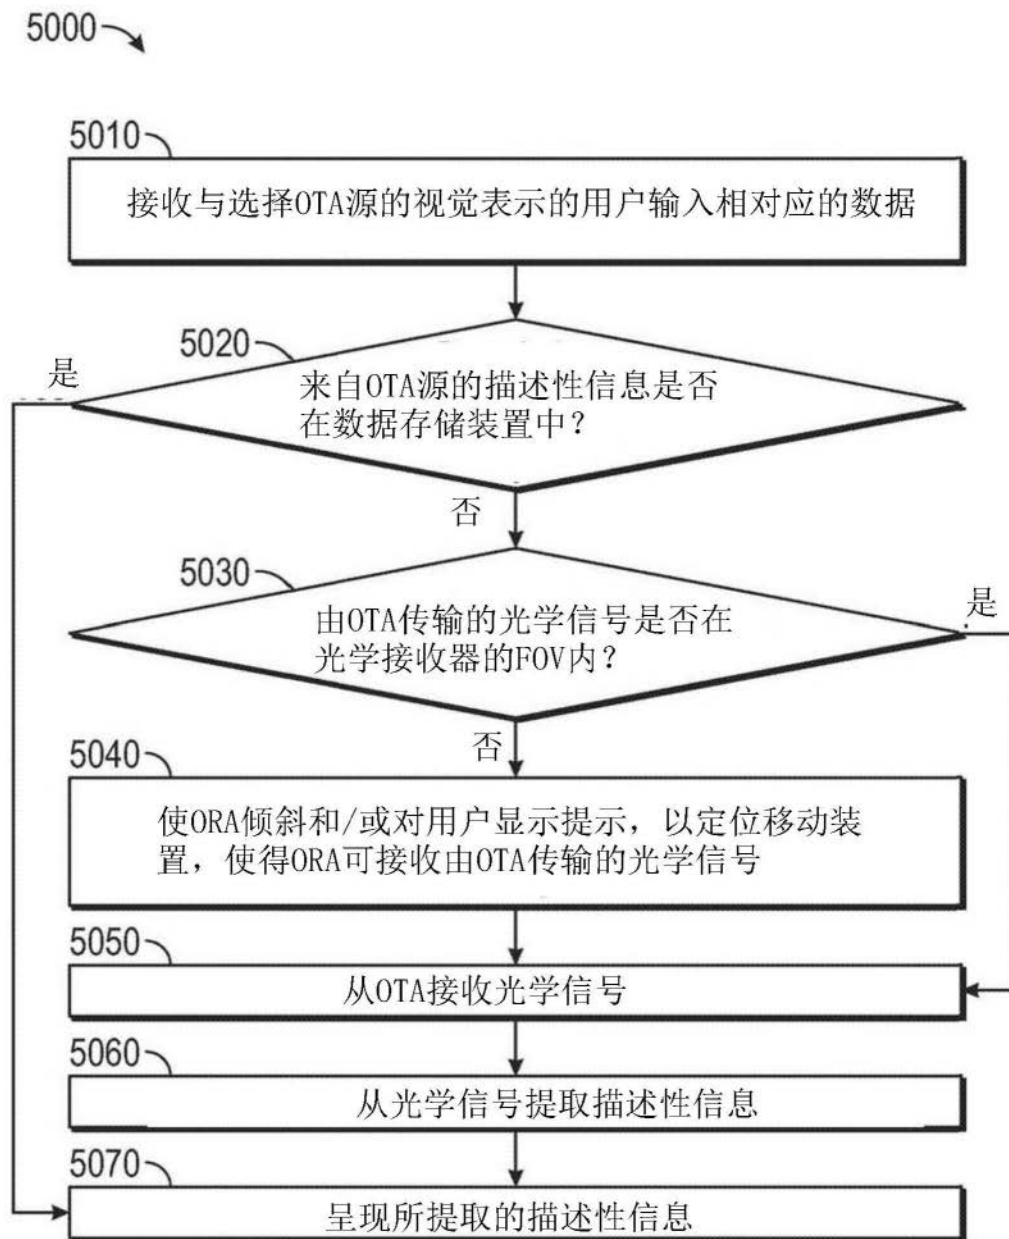 5000
5010
接收与选择OTA源的视觉表示的用户输入相对应的数据
5020
是
来自OTA源的描述性信息是否
在数据存储装置中?
否
5030
是
由OTA传输的光学信号是否在
光学接收器的FOV内?
否
5040
使ORA倾斜和/或对用户显示提示，以定位移动装
置，使得ORA可接收由OTA传输的光学信号
5050
从OTA接收光学信号
5060
从光学信号提取描述性信息
5070
呈现所提取的描述性信息